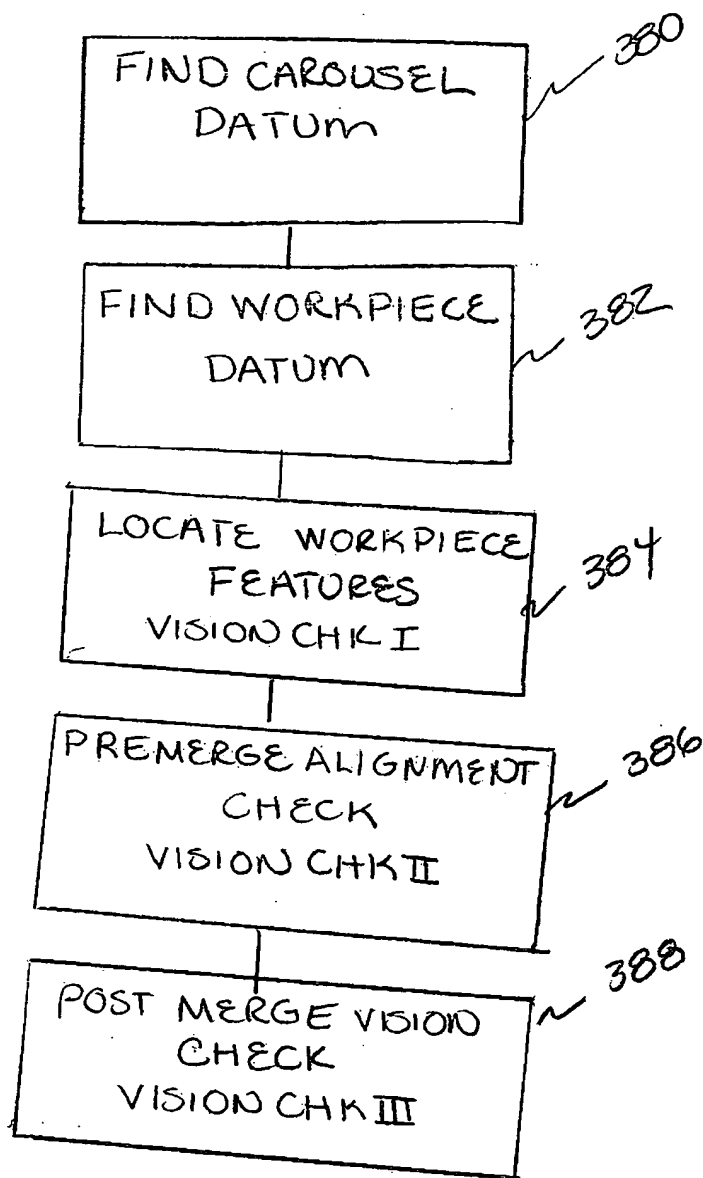 FIND CAROUSEL
DATUM
380
FIND WORKPIECE
DATUM
382
LOCATE WORKPIECE
FEATURES
VISION CHK I
384
PREMERGE ALIGNMENT
CHECK
VISION CHK II
386
POST MERGE VISION
CHECK
VISION CHK III
388